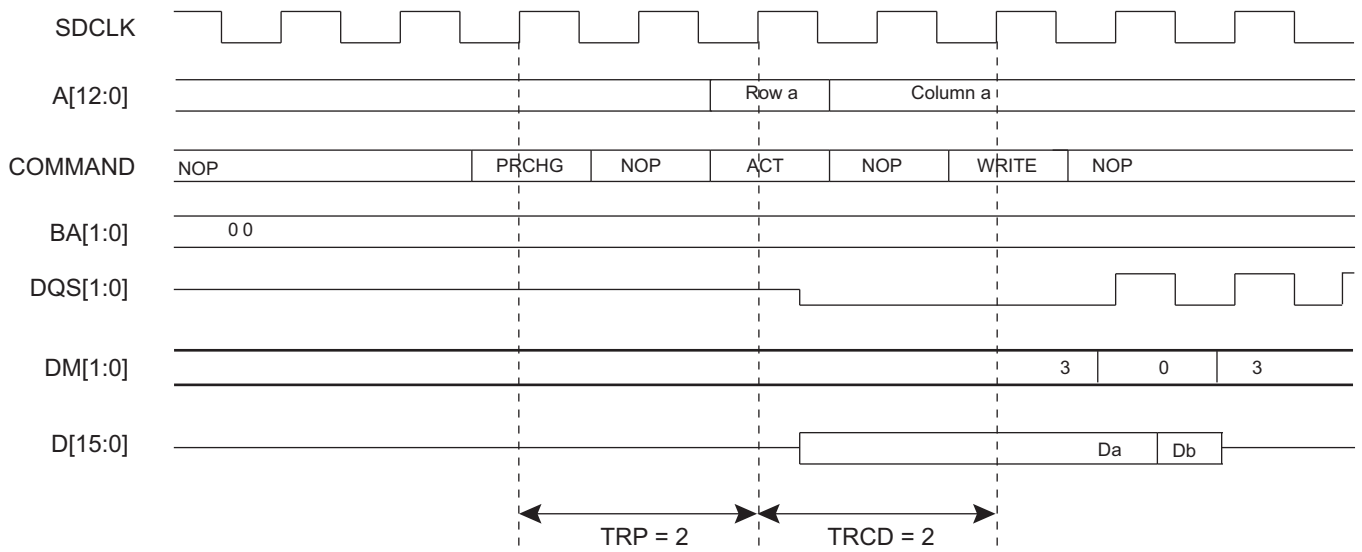 SDCLK
A[12:0] Row a Column a
COMMAND NOP PRCHG NOP ACT NOP WRITE NOP
BA[1:0] 0 0
DQS[1:0]
DM[1:0] 3 0 3
D[15:0] Da Db
TRP = 2 TRCD = 2